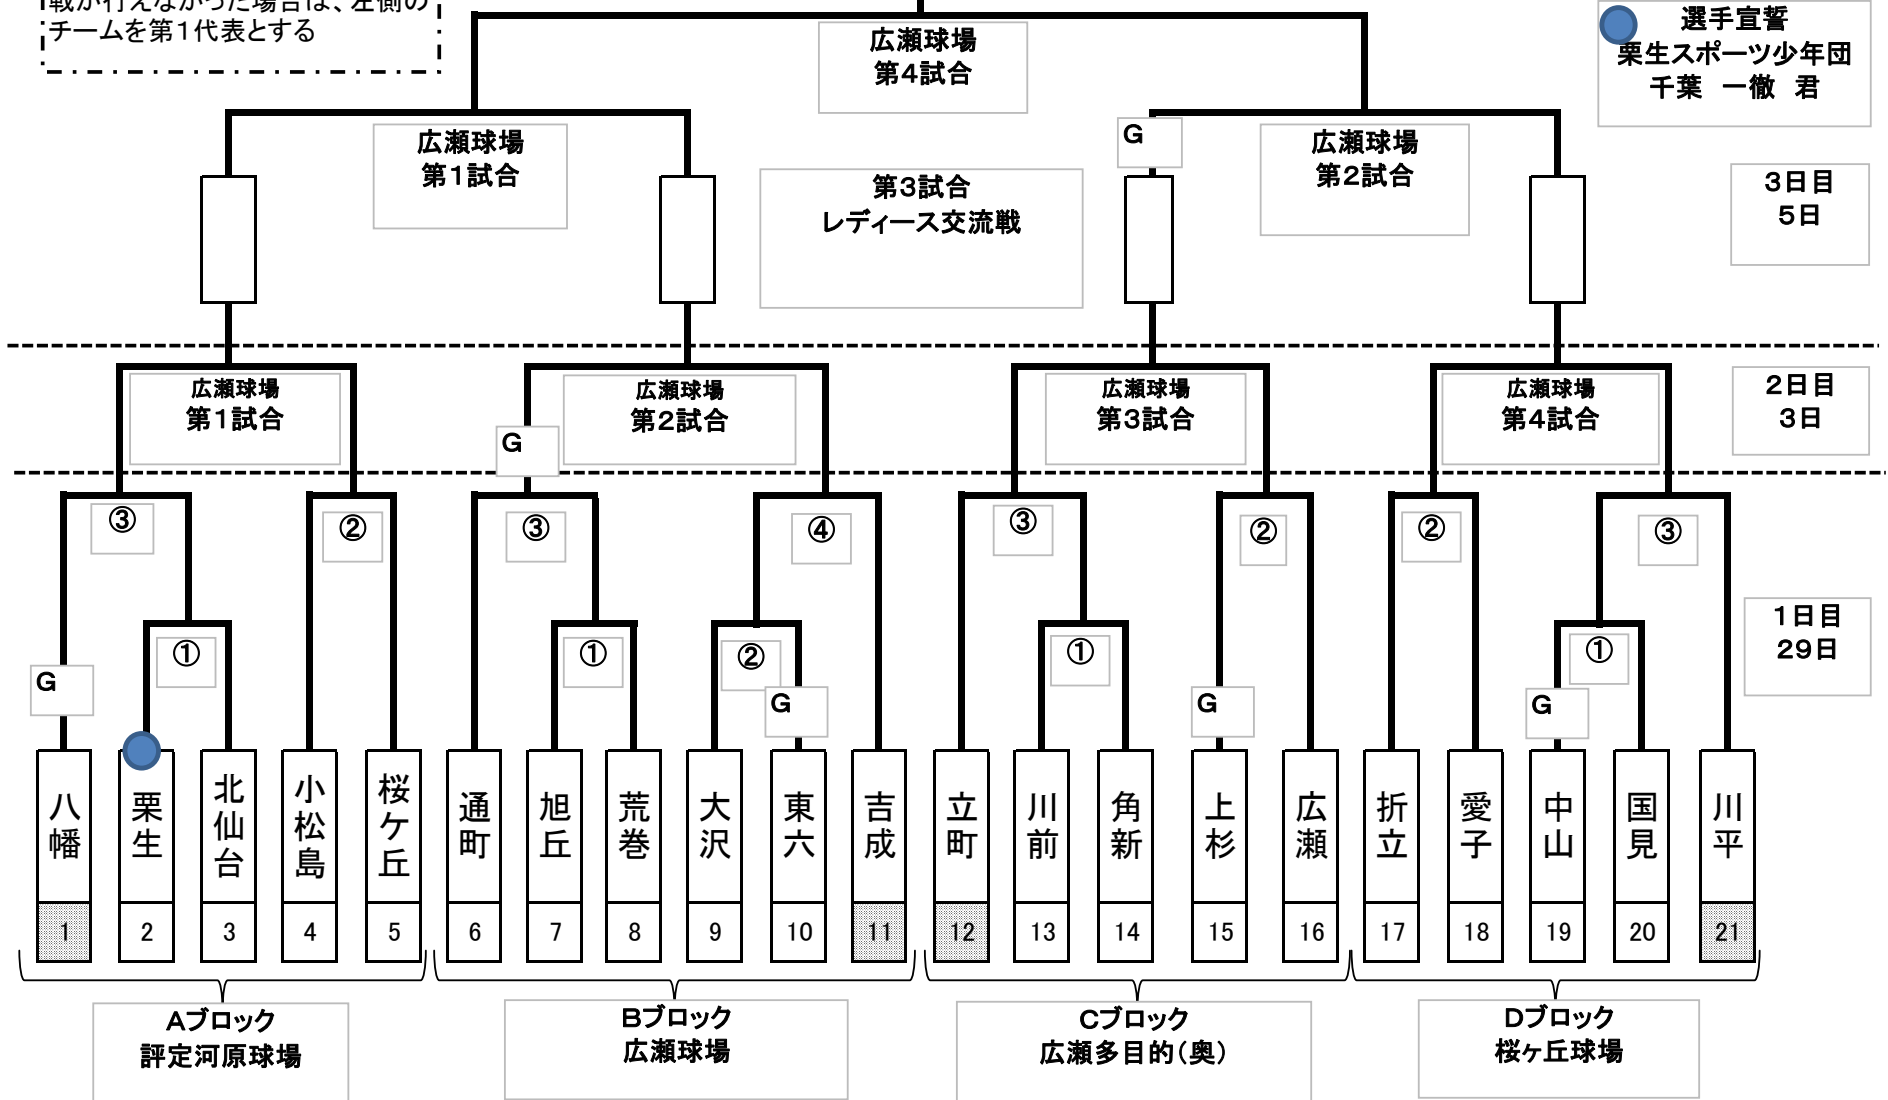 戦が行えなかった場合は、左側の
チームを第1代表とする
広瀬球場
第4試合
選手宣誓
栗生スポーツ少年団
千葉　一徹　君
広瀬球場
第1試合
G
広瀬球場
第2試合
第3試合
レディース交流戦
3日目
5日
広瀬球場
第1試合
広瀬球場
第2試合
広瀬球場
第3試合
広瀬球場
第4試合
2日目
3日
G
③
②
③
④
③
②
②
③
①
①
②
①
①
1日目
29日
G
G
G
G
八幡
栗生
北仙台
小松島
桜ケ丘
通町
旭丘
荒巻
大沢
東六
吉成
立町
川前
角新
上杉
広瀬
折立
愛子
中山
国見
川平
1
2
3
4
5
6
7
8
9
10
11
12
13
14
15
16
17
18
19
20
21
Aブロック
評定河原球場
Bブロック
広瀬球場
Cブロック
広瀬多目的(奥)
Dブロック
桜ヶ丘球場